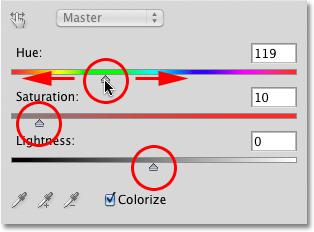 Master
Hue: 119
Saturation: 10
Lightness: 0
Colorize